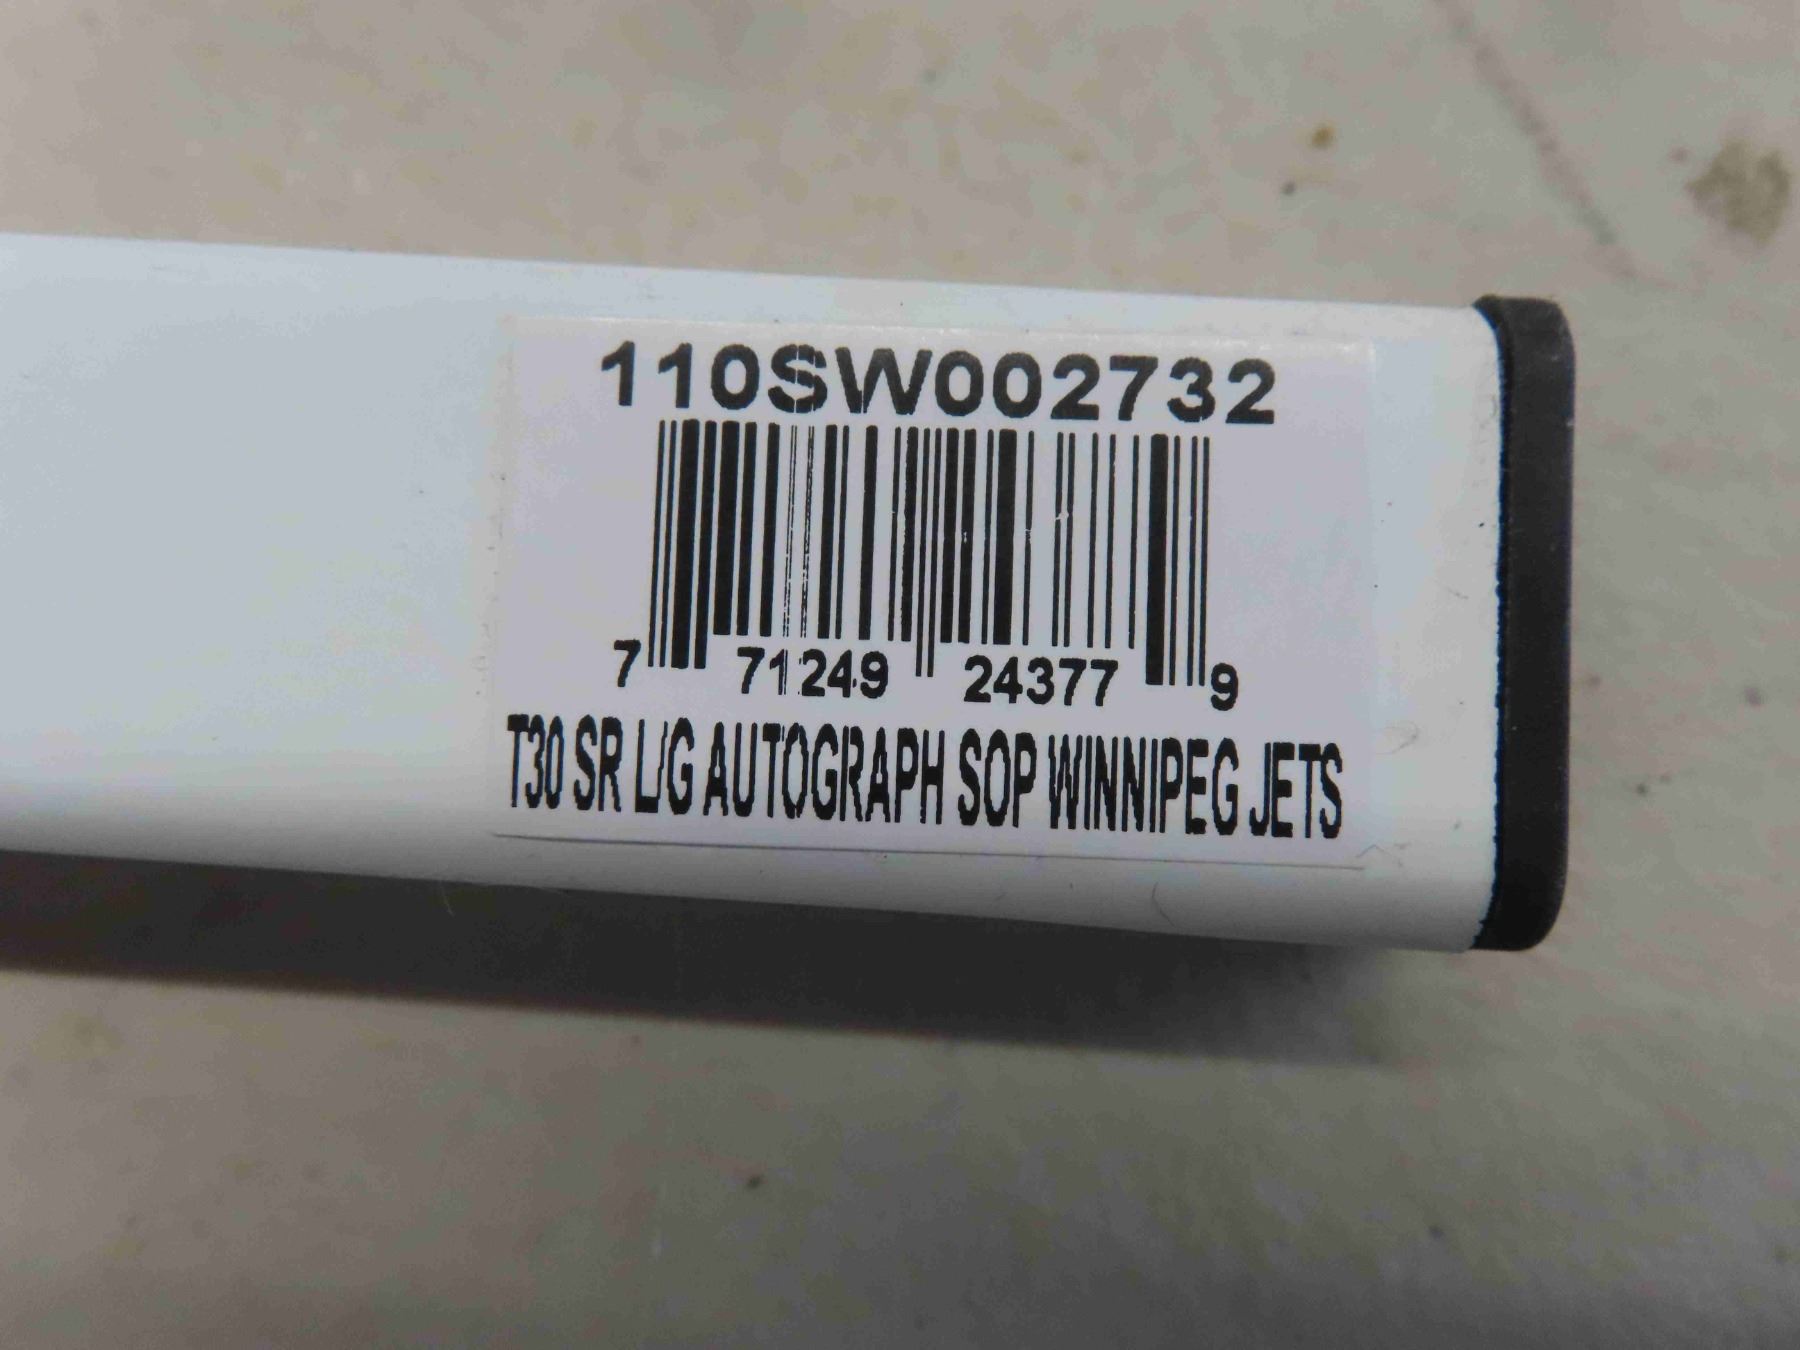 110SW002732
7 71249 24377 9
T30 SR L/G AUTOGRAPH SOP WINNIPEG JETS